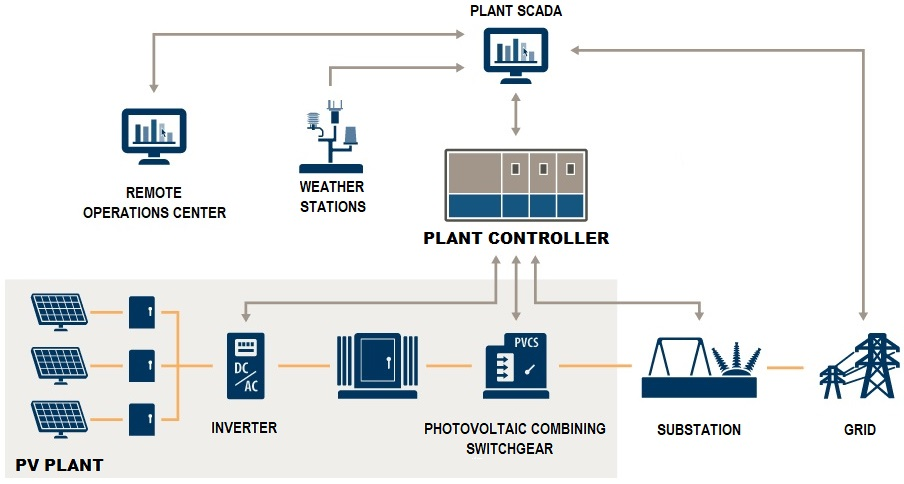 PLANT SCADA
REMOTE
OPERATIONS CENTER
WEATHER
STATIONS
PLANT CONTROLLER
DC/
AC
PVCS
INVERTER
PHOTOVOLTAIC COMBINING
SWITCHGEAR
SUBSTATION
GRID
PV PLANT